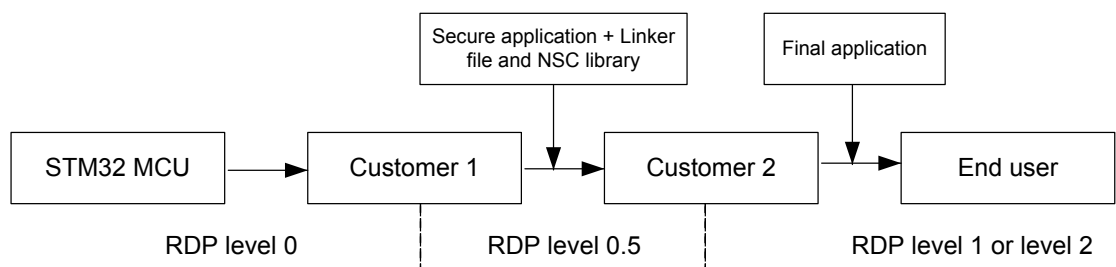 Secure application + Linker
file and NSC library
Final application
STM32 MCU
Customer 1
Customer 2
End user
RDP level 0
RDP level 0.5
RDP level 1 or level 2